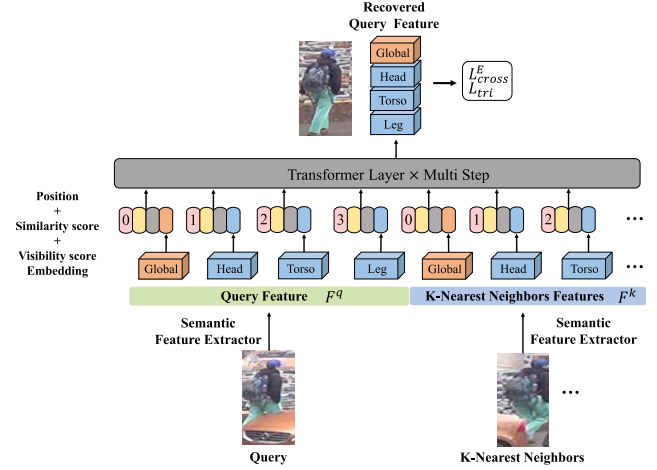 Recovered
Query Feature
Global
Head
Torso
Leg
L^E_cross
L_tri
Transformer Layer × Multi Step
Position
+
Similarity score
+
Visibility score
Embedding
0 1 2 3 0 1 2 ...
Global Head Torso Leg Global Head Torso ...
Query Feature F^q K-Nearest Neighbors Features F^k
Semantic
Feature Extractor
Semantic
Feature Extractor
...
Query
K-Nearest Neighbors